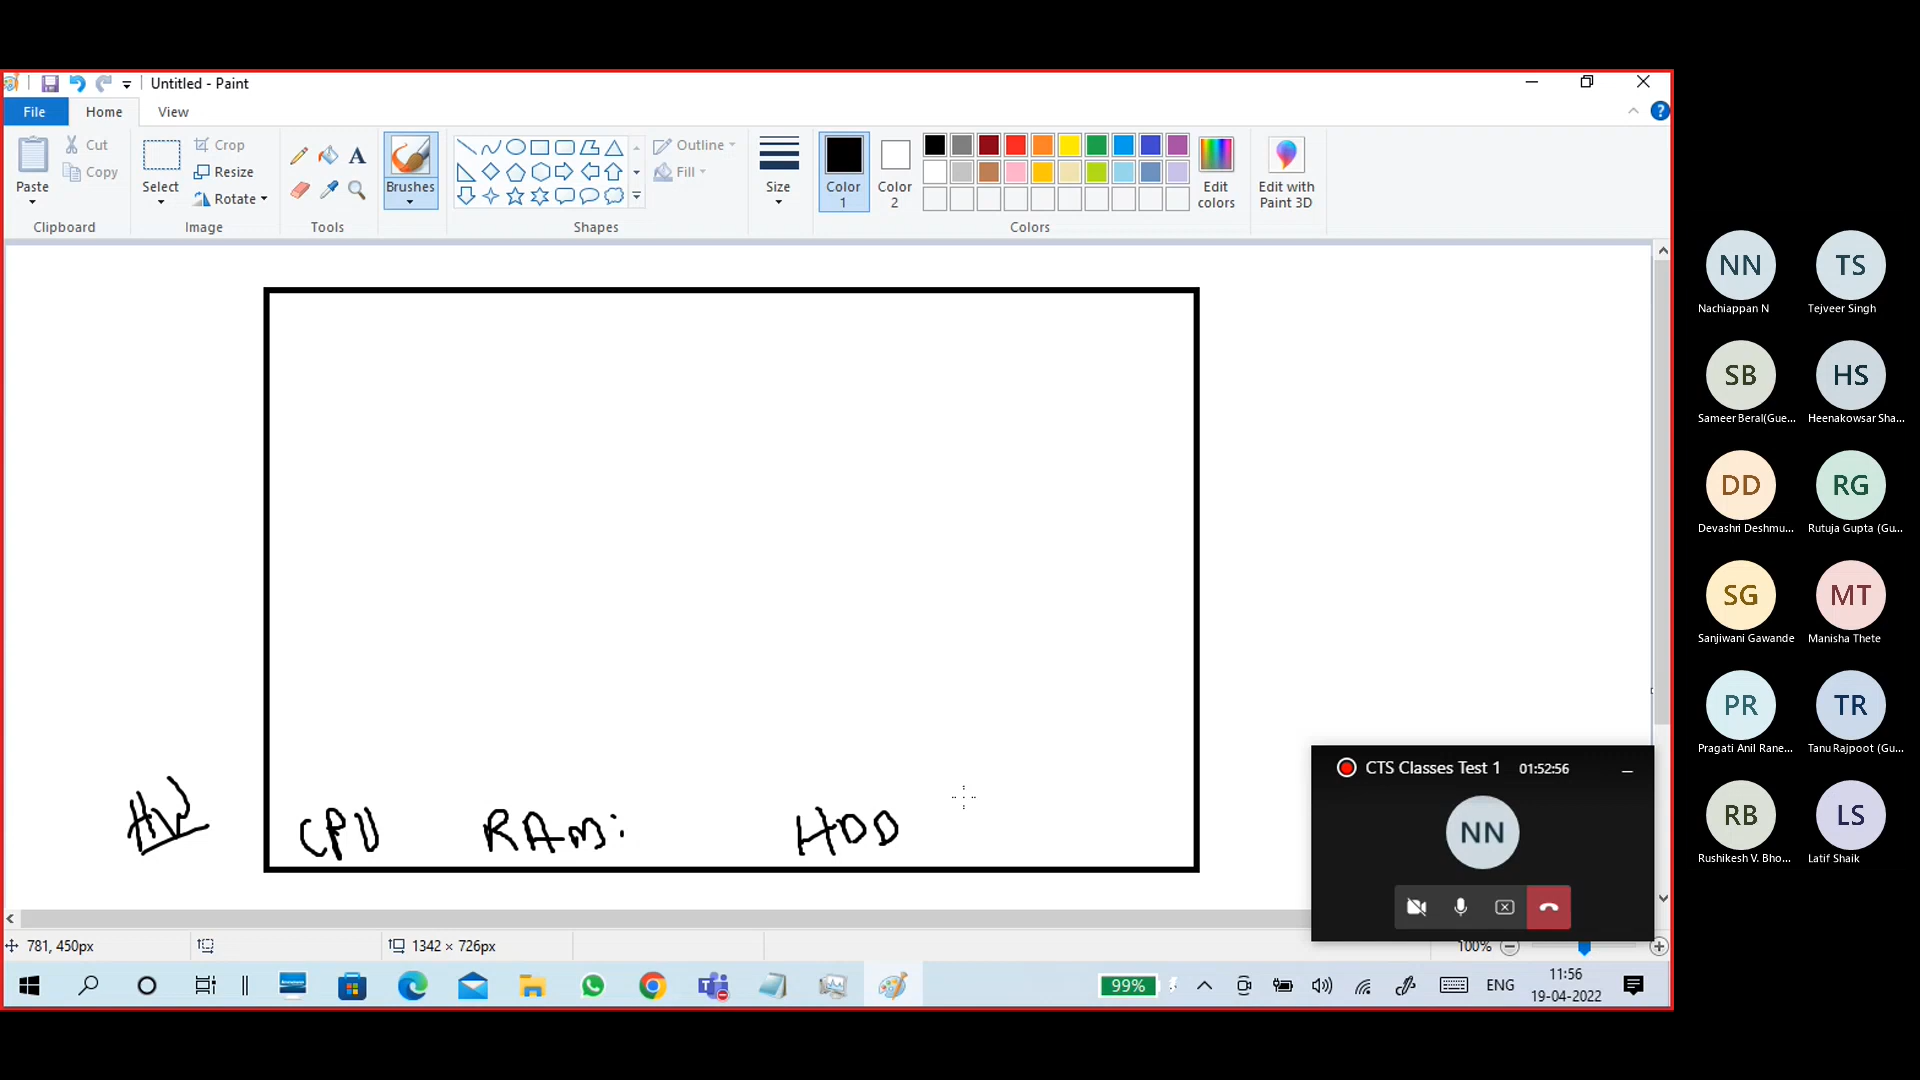 Untitled - Paint
File Home View
Paste
Cut
Copy
Clipboard
Select
Crop
Resize
Rotate
Image
Tools
Brushes
Shapes
Outline
Fill
Size
Color 1
Color 2
Colors
Edit colors
Edit with Paint 3D
HW
CPU RAM: HDD
781, 450px
1342 × 726px
100%
CTS Classes Test 1 01:52:56
NN
99%
ENG
11:56
19-04-2022
NN TS
Nachiappan N Tejveer Singh
SB HS
Sameer Beral(Gue... Heenakowsar Sha...
DD RG
Devashri Deshmu... Rutuja Gupta (Gu...
SG MT
Sanjiwani Gawande Manisha Thete
PR TR
Pragati Anil Rane... Tanu Rajpoot (Gu...
RB LS
Rushikesh V. Bho... Latif Shaik